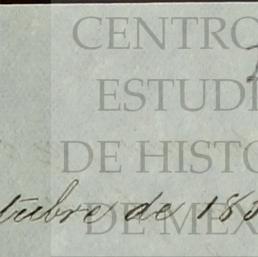 CENTRO
ESTUDI
DE HISTO
DE MEX
tubre de 18